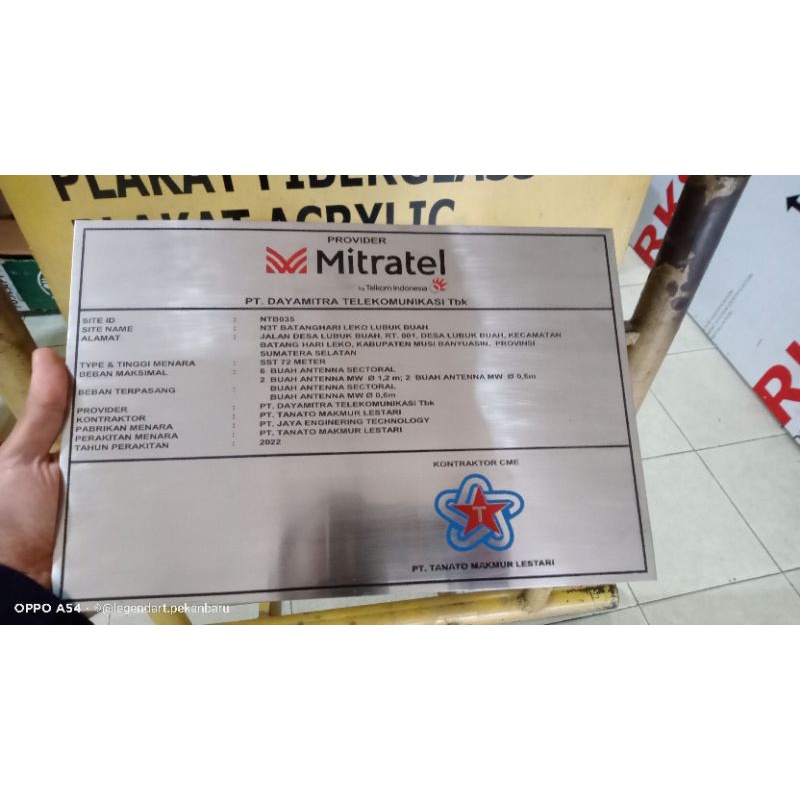 PLAKAT FIBERGLASS
PLAKAT ACRYLIC
RK
RK
PROVIDER
Mitratel
by Telkom Indonesia
PT. DAYAMITRA TELEKOMUNIKASI Tbk
SITE ID : NTB035
SITE NAME : N3T BATANGHARI LEKO LUBUK BUAH
ALAMAT : JALAN DESA LUBUK BUAH, RT. 001, DESA LUBUK BUAH, KECAMATAN
BATANG HARI LEKO, KABUPATEN MUSI BANYUASIN, PROVINSI
SUMATERA SELATAN
TYPE & TINGGI MENARA : SST 72 METER
BEBAN MAKSIMAL : 6 BUAH ANTENNA SECTORAL
2 BUAH ANTENNA MW Ø 1,2 m; 2 BUAH ANTENNA MW Ø 0,6m
BEBAN TERPASANG : BUAH ANTENNA SECTORAL
BUAH ANTENNA MW Ø 0,6m
PROVIDER : PT. DAYAMITRA TELEKOMUNIKASI Tbk
KONTRAKTOR : PT. TANATO MAKMUR LESTARI
PABRIKAN MENARA : PT. JAYA ENGINERING TECHNOLOGY
PERAKITAN MENARA : PT. TANATO MAKMUR LESTARI
TAHUN PERAKITAN : 2022
KONTRAKTOR CME
T
PT. TANATO MAKMUR LESTARI
OPPO A54 · ©@legendart.pekanbaru